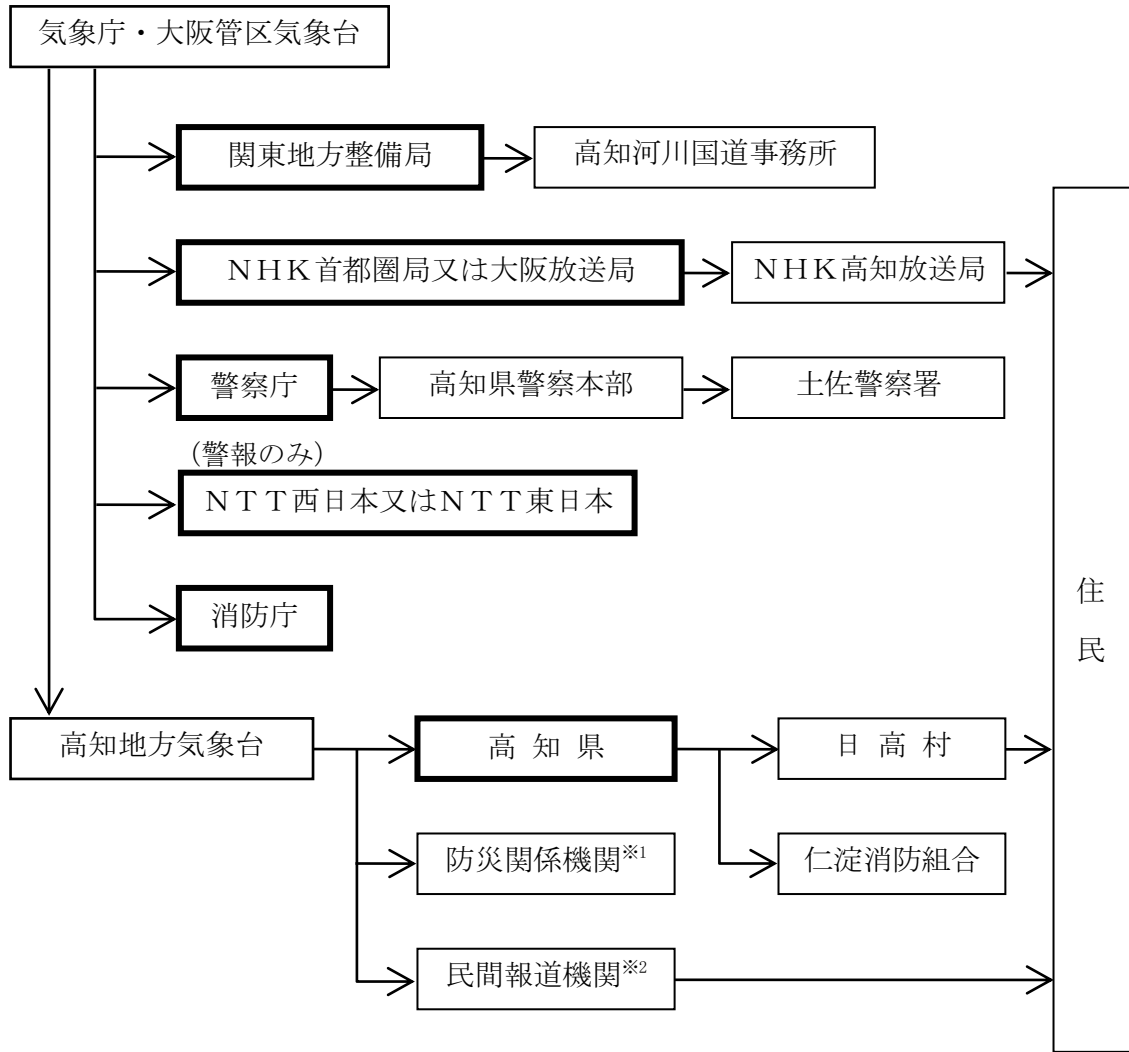 気象庁・大阪管区気象台
関東地方整備局
高知河川国道事務所
ＮＨＫ首都圏局又は大阪放送局
ＮＨＫ高知放送局
警察庁
高知県警察本部
土佐警察署
（警報のみ）
ＮＴＴ西日本又はＮＴＴ東日本
消防庁
住
民
高知地方気象台
高 知 県
日 高 村
防災関係機関※1
仁淀消防組合
民間報道機関※2